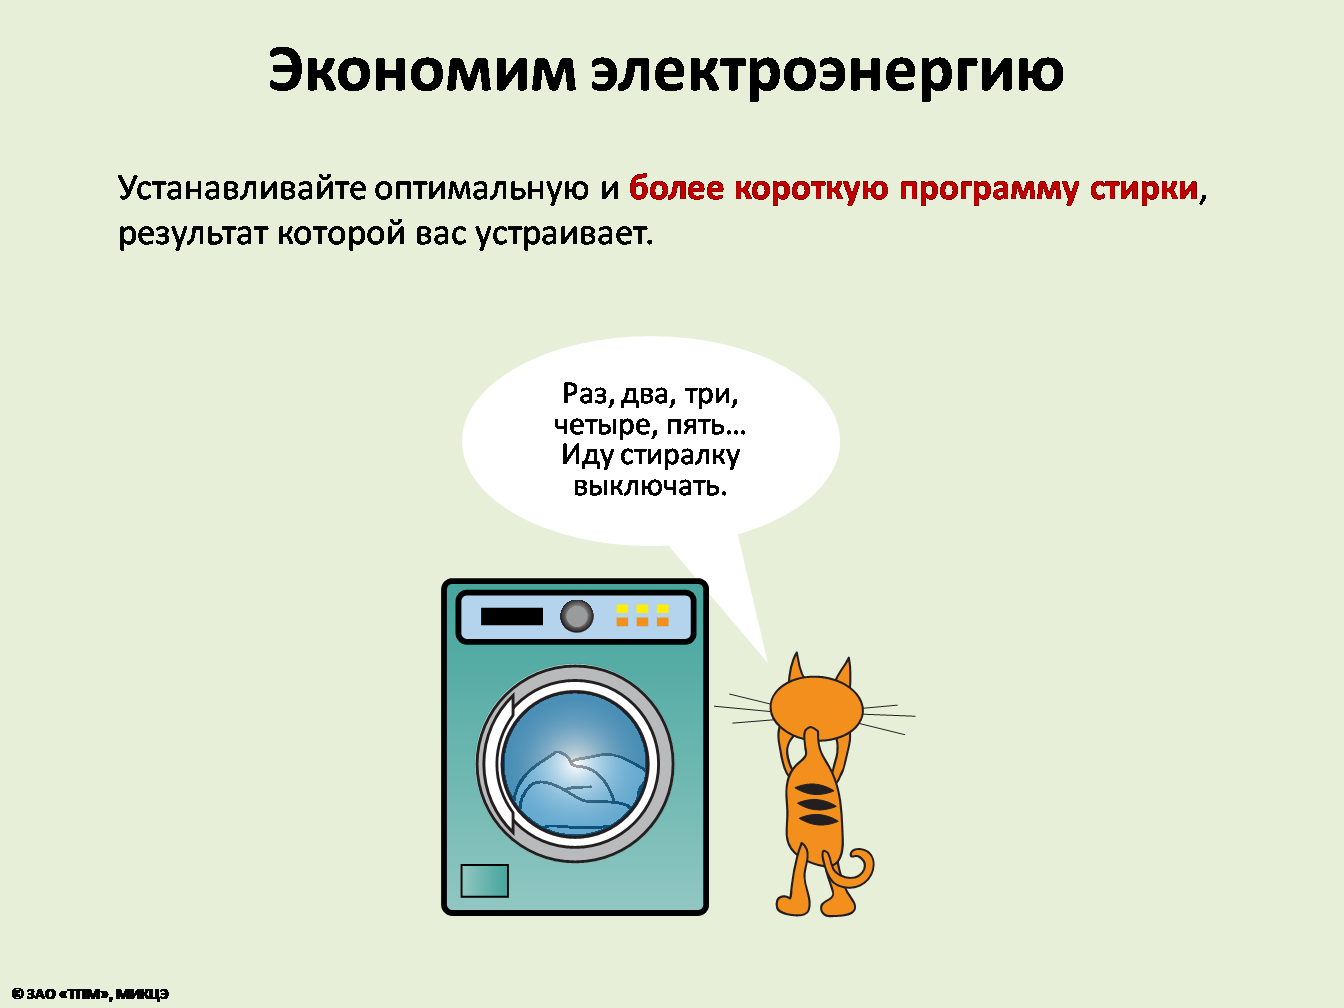 Экономим электроэнергию
Устанавливайте оптимальную и более короткую программу стирки,
результат которой вас устраивает.
Раз, два, три,
четыре, пять…
Иду стиралку
выключать.
© ЗАО «ТПМ», МИКЦЭ